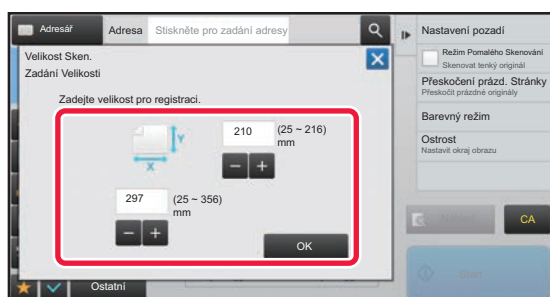 Adresář
Adresa
Stiskněte pro zadání adresy
Velikost Sken.
Zadání Velikosti
Zadejte velikost pro registraci.
X
Y
210
(25 ~ 216)
mm
297
(25 ~ 356)
mm
OK
Ostatní
Nastavení pozadí
Režim Pomalého Skenování
Skenovat tenký originál
Přeskočení prázd. Stránky
Přeskočit prázdné originály
Barevný režim
Ostrost
Nastavit okraj obrazu
CA
Start